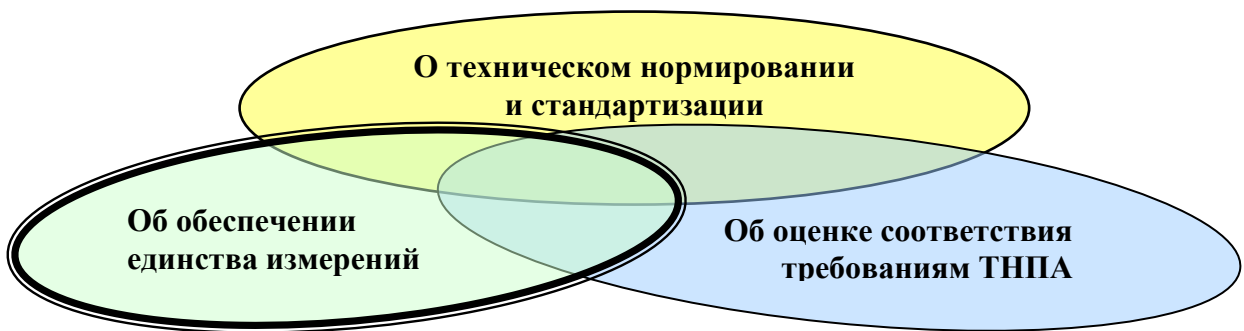 О техническом нормировании
и стандартизации
Об обеспечении
единства измерений
Об оценке соответствия
требованиям ТНПА